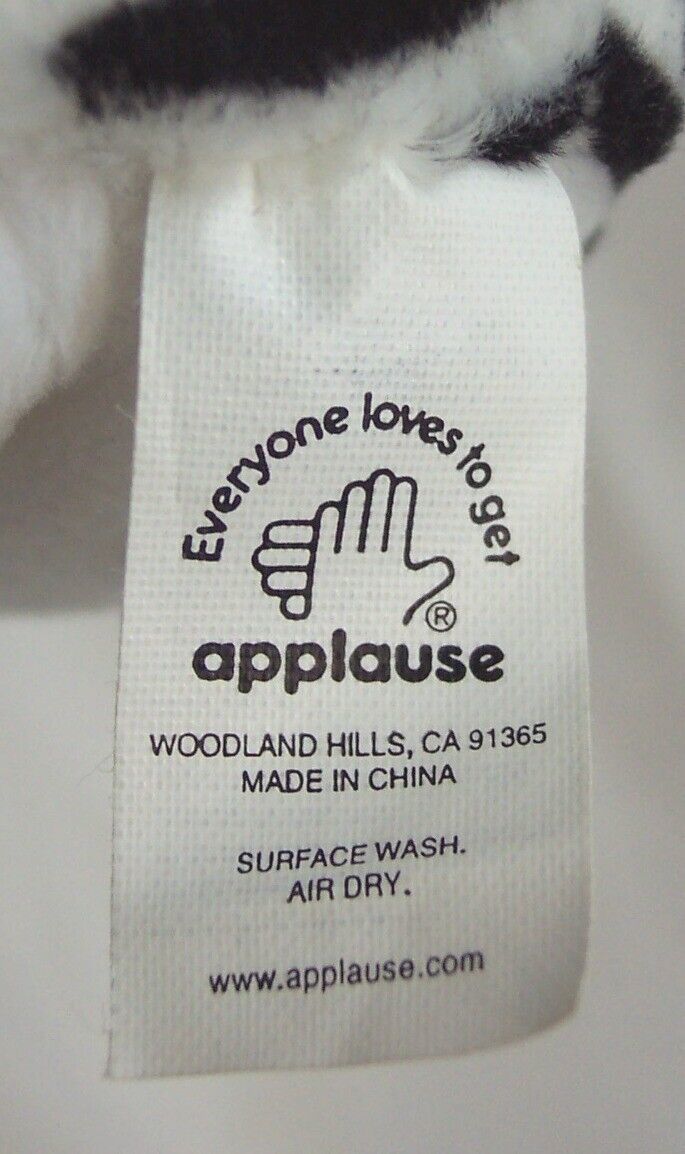 Everyone loves to get
®
applause
WOODLAND HILLS, CA 91365
MADE IN CHINA
SURFACE WASH.
AIR DRY.
www.applause.com